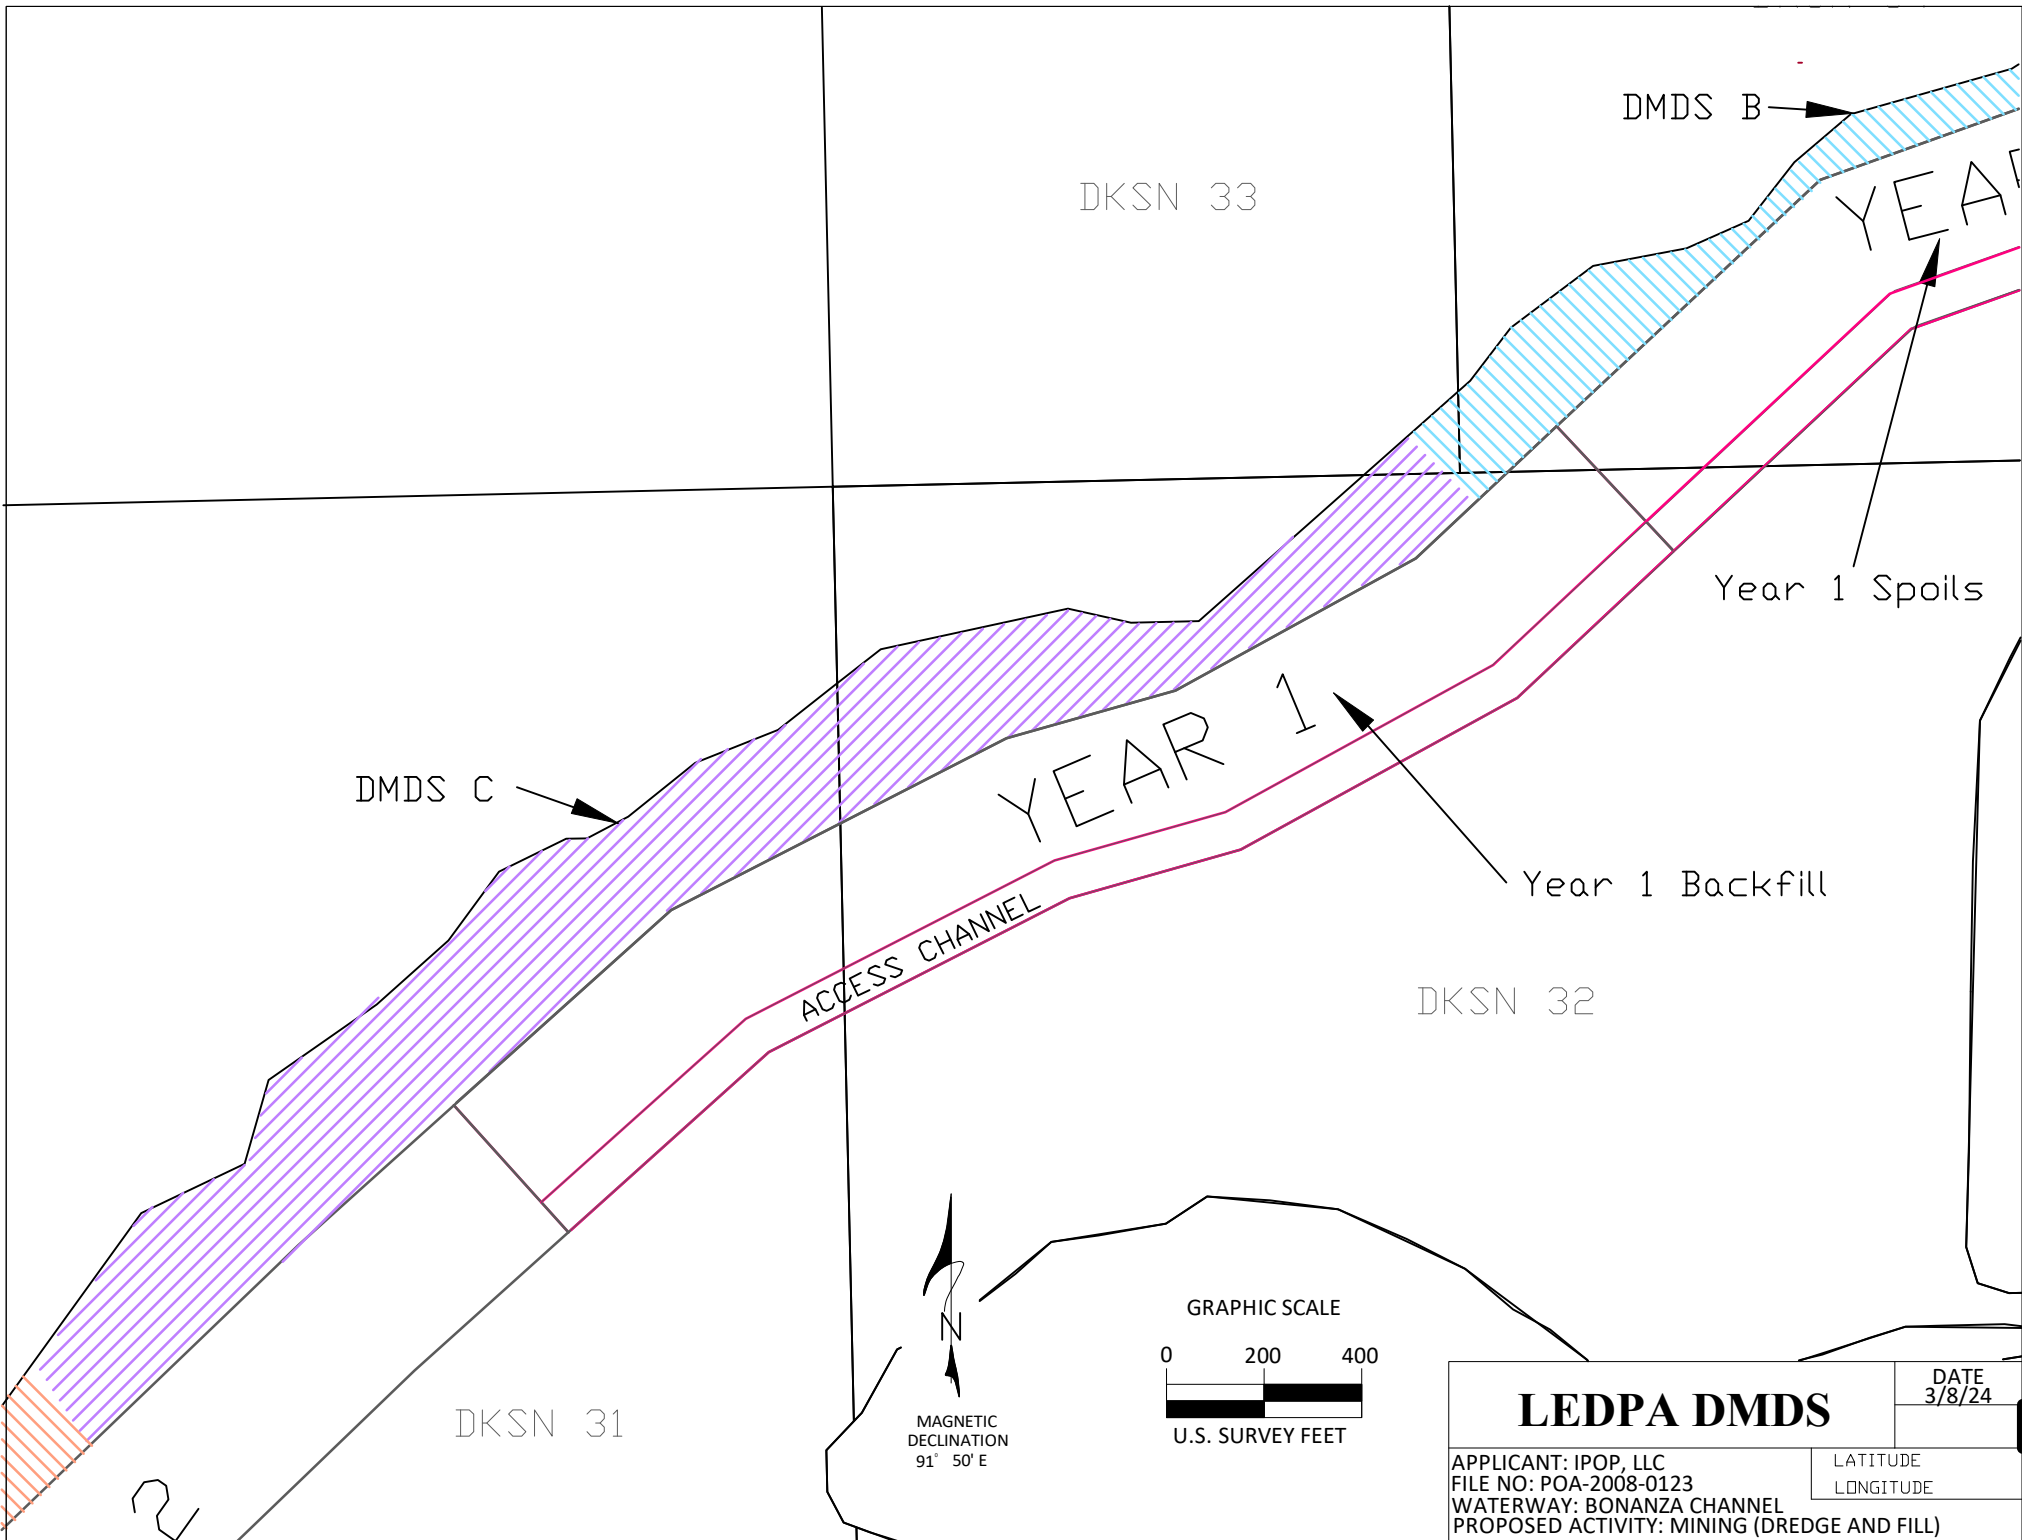 DMDS B
DKSN 33
Year 1 Spoils
YEAR 1
DMDS C
Year 1 Backfill
ACCESS CHANNEL
DKSN 32
DKSN 31
2
N
MAGNETIC
DECLINATION
91° 50' E
GRAPHIC SCALE
0 200 400
U.S. SURVEY FEET
LEDPA DMDS
DATE
3/8/24
APPLICANT: IPOP, LLC
FILE NO: POA-2008-0123
WATERWAY: BONANZA CHANNEL
PROPOSED ACTIVITY: MINING (DREDGE AND FILL)
LATITUDE
LONGITUDE